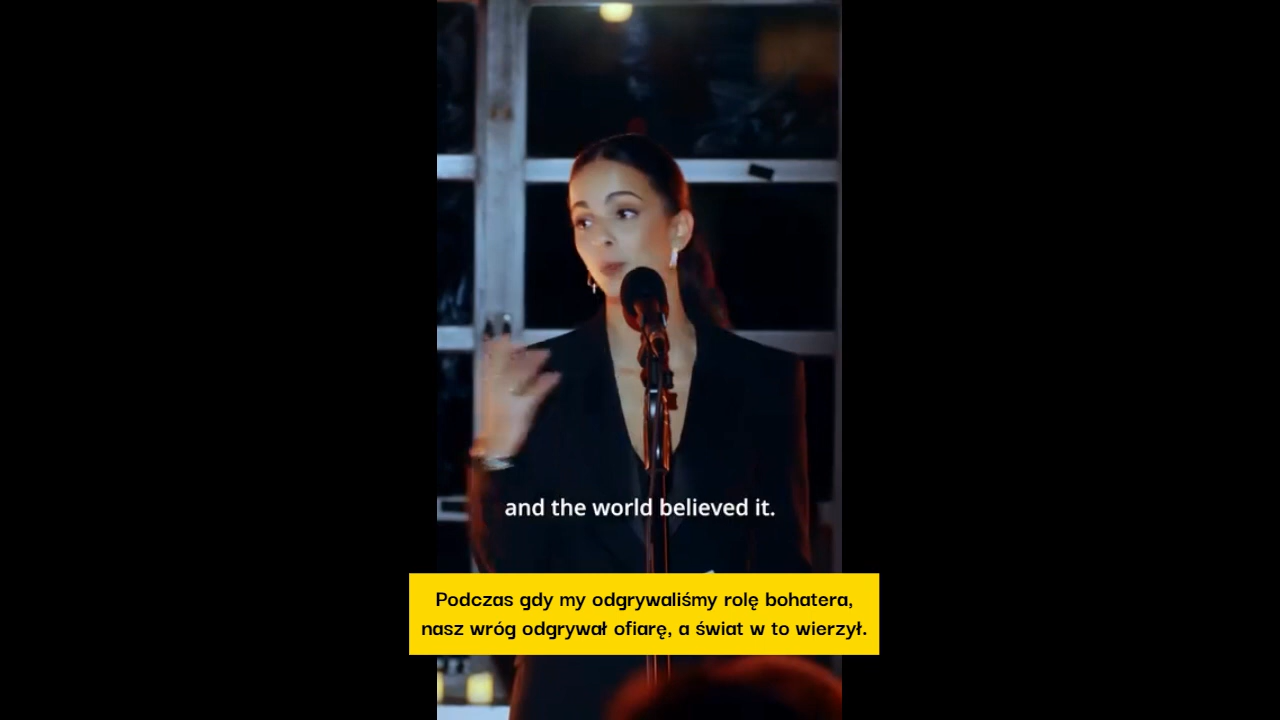 and the world believed it.
Podczas gdy my odgrywaliśmy rolę bohatera,
nasz wróg odgrywał ofiarę, a świat w to wierzył.